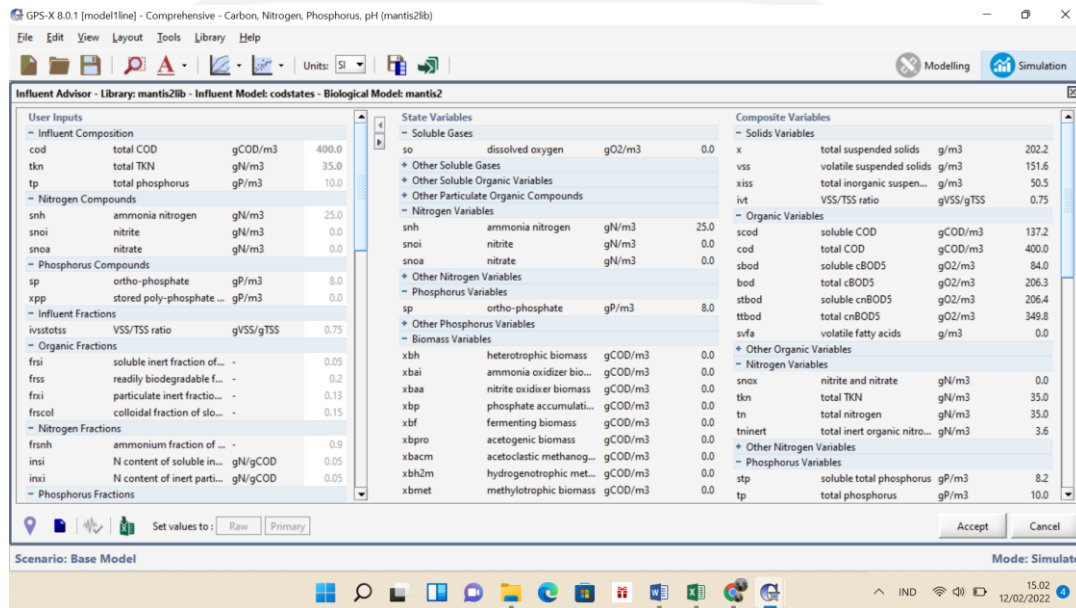 GPS-X 8.0.1 [model1line] - Comprehensive - Carbon, Nitrogen, Phosphorus, pH (mantis2lib)
File Edit View Layout Tools Library Help
Units: SI
Modelling
Simulation
Influent Advisor - Library: mantis2lib - Influent Model: codstates - Biological Model: mantis2
User Inputs
- Influent Composition
cod total COD gCOD/m3 400.0
tkn total TKN gN/m3 35.0
tp total phosphorus gP/m3 10.0
- Nitrogen Compounds
snh ammonia nitrogen gN/m3 25.0
snoi nitrite gN/m3 0.0
snoa nitrate gN/m3 0.0
- Phosphorus Compounds
sp ortho-phosphate gP/m3 8.0
xpp stored poly-phosphate ... gP/m3 0.0
- Influent Fractions
ivsstotss VSS/TSS ratio gVSS/gTSS 0.75
- Organic Fractions
frsi soluble inert fraction of... - 0.05
frss readily biodegradable f... - 0.2
frxi particulate inert fractio... - 0.13
frscol colloidal fraction of slo... - 0.15
- Nitrogen Fractions
frsnh ammonium fraction of ... - 0.9
insi N content of soluble in... gN/gCOD 0.05
inxi N content of inert parti... gN/gCOD 0.05
- Phosphorus Fractions
State Variables
- Soluble Gases
so dissolved oxygen gO2/m3 0.0
+ Other Soluble Gases
+ Other Soluble Organic Variables
+ Other Particulate Organic Compounds
- Nitrogen Variables
snh ammonia nitrogen gN/m3 25.0
snoi nitrite gN/m3 0.0
snoa nitrate gN/m3 0.0
+ Other Nitrogen Variables
- Phosphorus Variables
sp ortho-phosphate gP/m3 8.0
+ Other Phosphorus Variables
- Biomass Variables
xbh heterotrophic biomass gCOD/m3 0.0
xbai ammonia oxidizer bio... gCOD/m3 0.0
xbaa nitrite oxidixer biomass gCOD/m3 0.0
xbp phosphate accumulati... gCOD/m3 0.0
xbf fermenting biomass gCOD/m3 0.0
xbpro acetogenic biomass gCOD/m3 0.0
xbacm acetoclastic methanog... gCOD/m3 0.0
xbh2m hydrogenotrophic met... gCOD/m3 0.0
xbmet methylotrophic biomass gCOD/m3 0.0
Composite Variables
- Solids Variables
x total suspended solids g/m3 202.2
vss volatile suspended solids g/m3 151.6
xiss total inorganic suspen... g/m3 50.5
ivt VSS/TSS ratio gVSS/gTSS 0.75
- Organic Variables
scod soluble COD gCOD/m3 137.2
cod total COD gCOD/m3 400.0
sbod soluble cBOD5 gO2/m3 84.0
bod total cBOD5 gO2/m3 206.3
stbod soluble cnBOD5 gO2/m3 206.4
ttbod total cnBOD5 gO2/m3 349.8
svfa volatile fatty acids g/m3 0.0
+ Other Organic Variables
- Nitrogen Variables
snox nitrite and nitrate gN/m3 0.0
tkn total TKN gN/m3 35.0
tn total nitrogen gN/m3 35.0
tninert total inert organic nitro... gN/m3 3.6
+ Other Nitrogen Variables
- Phosphorus Variables
stp soluble total phosphorus gP/m3 8.2
tp total phosphorus gP/m3 10.0
Set values to : Raw Primary
Accept Cancel
Scenario: Base Model
Mode: Simulate
IND
15.02
12/02/2022
4